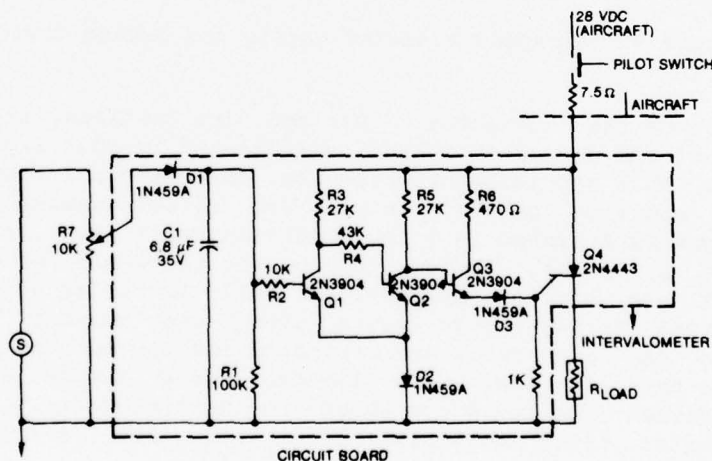 28 VDC
(AIRCRAFT)
PILOT SWITCH
7.5Ω
AIRCRAFT
D1
1N459A
R7
10K
C1
6.8 µF
35V
R3
27K
43K
R4
R5
27K
R6
470 Ω
10K
R2
2N3904
Q1
2N3904
Q2
Q3
2N3904
1N459A
D3
Q4
2N4443
INTERVALOMETER
S
R1
100K
D2
1N459A
1K
RLOAD
CIRCUIT BOARD